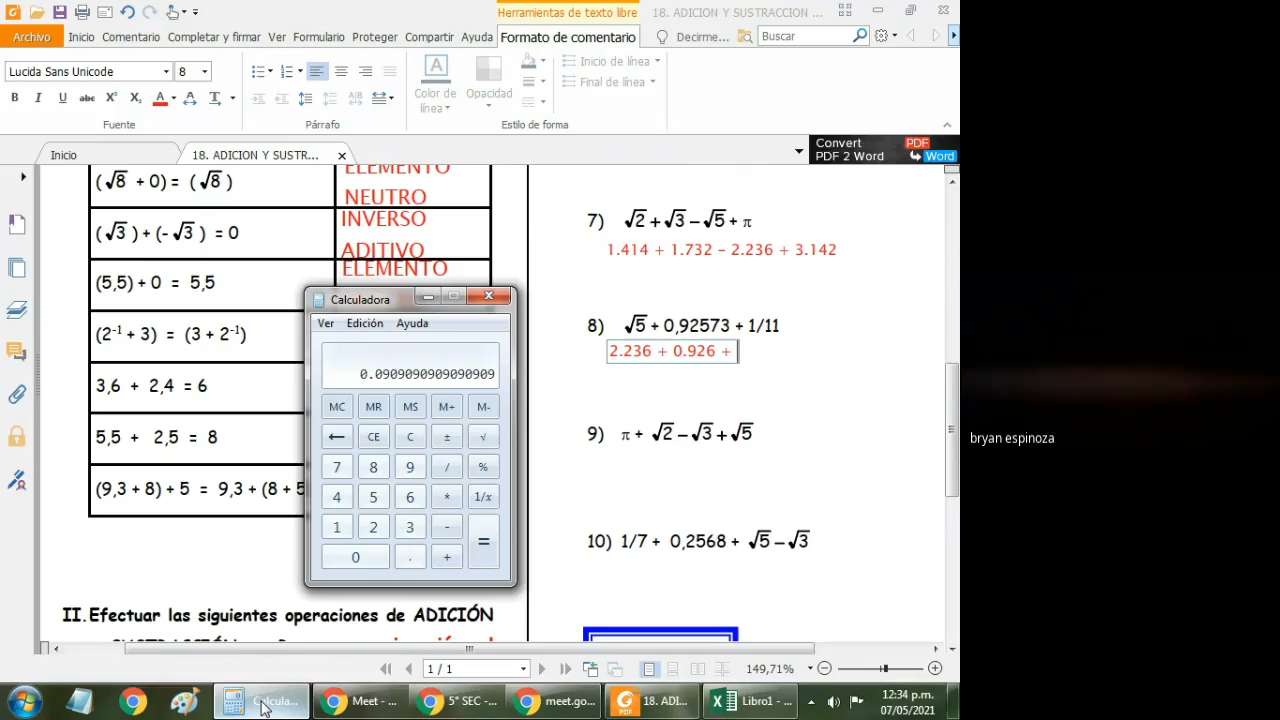 Herramientas de texto libre
18. ADICION Y SUSTRACCION ...
Archivo Inicio Comentario Completar y firmar Ver Formulario Proteger Compartir Ayuda Formato de comentario Decirme... Buscar
Lucida Sans Unicode 8
Color de línea
Opacidad
Inicio de línea
Final de línea
Fuente Párrafo Estilo de forma
Inicio
18. ADICION Y SUSTR...
Convert PDF
PDF 2 Word Word
(√8 + 0) = (√8)
ELEMENTO
NEUTRO
(√3) + (-√3) = 0
INVERSO
ADITIVO
(5,5) + 0 = 5,5
ELEMENTO
(2⁻¹ + 3) = (3 + 2⁻¹)
3,6 + 2,4 = 6
5,5 + 2,5 = 8
(9,3 + 8) + 5 = 9,3 + (8 + 5
II. Efectuar las siguientes operaciones de ADICIÓN
Calculadora
Ver Edición Ayuda
0.0909090909090909
MC MR MS M+ M-
← CE C ± √
7 8 9 / %
4 5 6 * 1/x
1 2 3 - =
0 . +
7) √2 + √3 – √5 + π
1.414 + 1.732 – 2.236 + 3.142
8) √5 + 0,92573 + 1/11
2.236 + 0.926 +
9) π + √2 – √3 + √5
10) 1/7 + 0,2568 + √5 – √3
bryan espinoza
1 / 1
149,71%
Calcula...
Meet - ...
5° SEC - ...
meet.go...
18. ADI...
Libro1 - ...
12:34 p.m.
07/05/2021